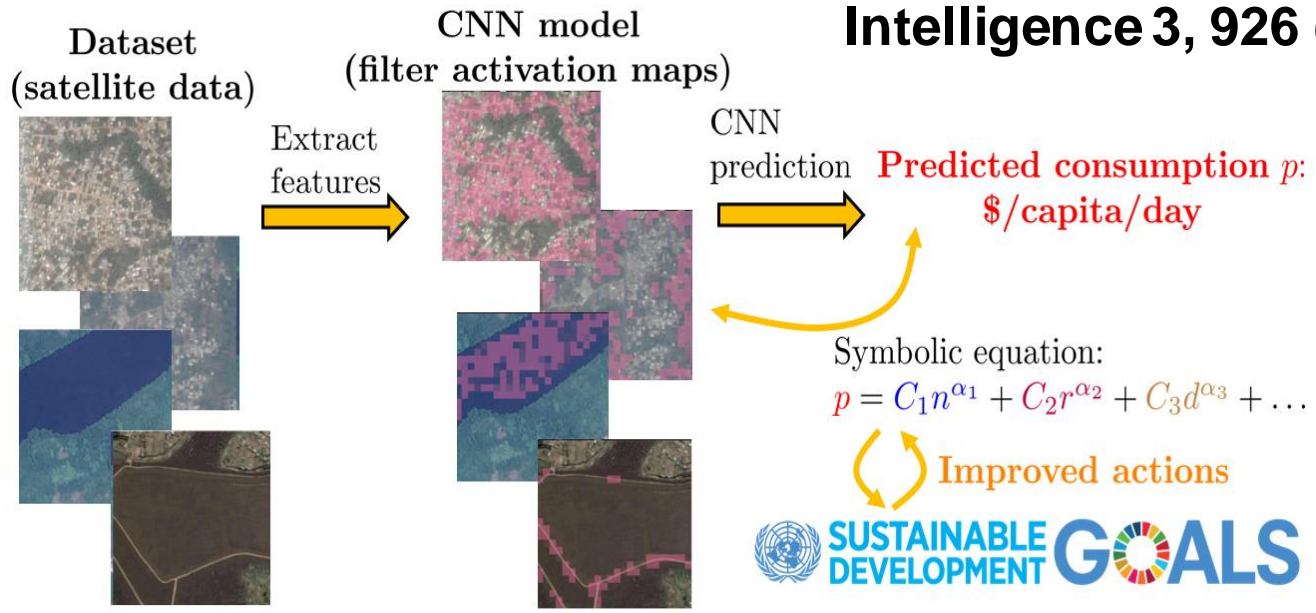 Intelligence 3, 926
Dataset
(satellite data)
CNN model
(filter activation maps)
Extract
features
CNN
prediction
Predicted consumption p:
$/capita/day
Symbolic equation:
p = C₁n^α₁ + C₂r^α₂ + C₃d^α₃ + …
Improved actions
SUSTAINABLE
DEVELOPMENT
GOALS